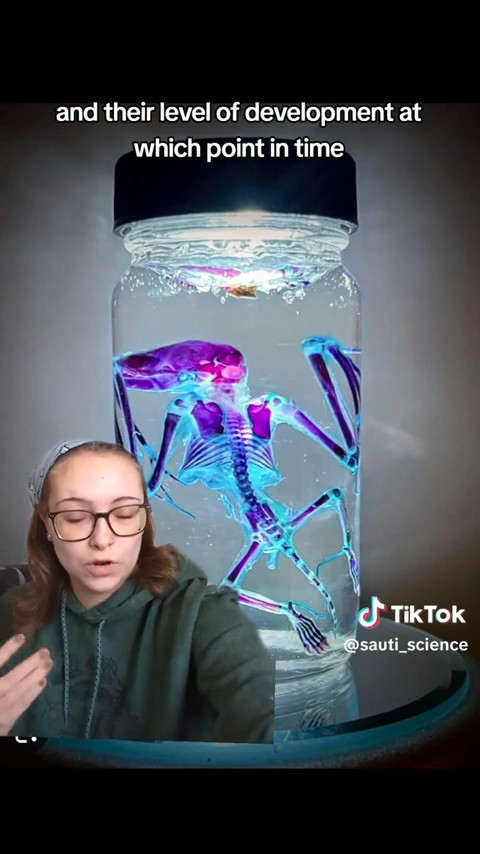 and their level of development at
which point in time
TikTok
@sauti_science